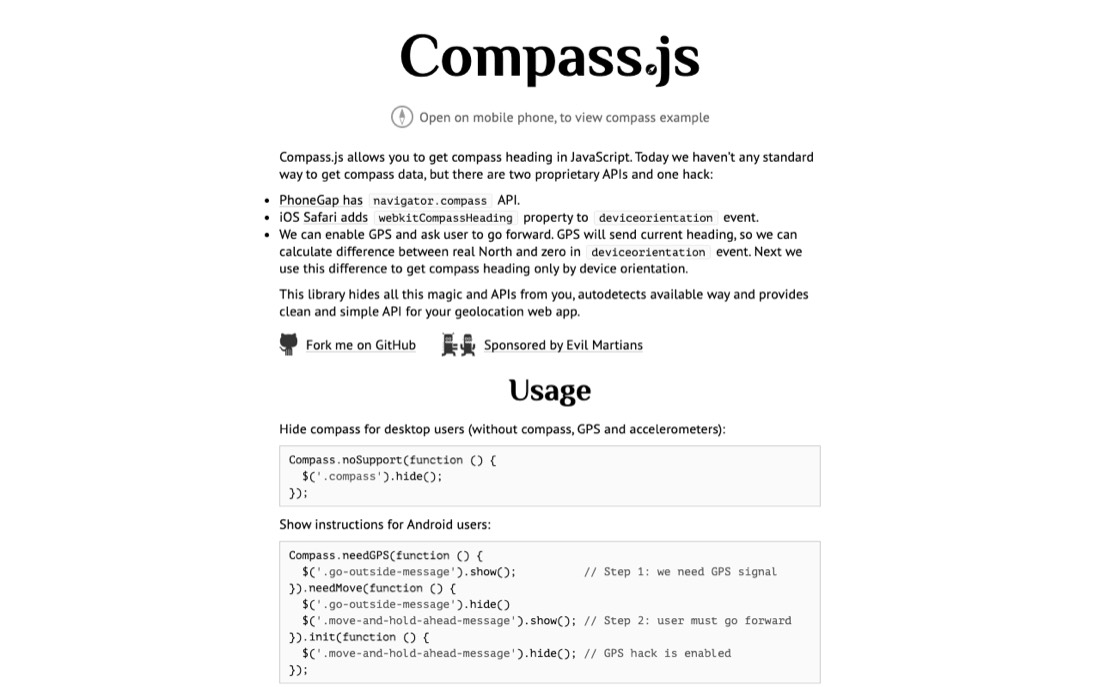 Compass.js
Open on mobile phone, to view compass example
Compass.js allows you to get compass heading in JavaScript. Today we haven't any standard
way to get compass data, but there are two proprietary APIs and one hack:
• PhoneGap has navigator.compass API.
• iOS Safari adds webkitCompassHeading property to deviceorientation event.
• We can enable GPS and ask user to go forward. GPS will send current heading, so we can
calculate difference between real North and zero in deviceorientation event. Next we
use this difference to get compass heading only by device orientation.
This library hides all this magic and APIs from you, autodetects available way and provides
clean and simple API for your geolocation web app.
Fork me on GitHub Sponsored by Evil Martians
Usage
Hide compass for desktop users (without compass, GPS and accelerometers):
Compass.noSupport(function () {
  $('.compass').hide();
});
Show instructions for Android users:
Compass.needGPS(function () {
  $('.go-outside-message').show();         // Step 1: we need GPS signal
}).needMove(function () {
  $('.go-outside-message').hide()
  $('.move-and-hold-ahead-message').show(); // Step 2: user must go forward
}).init(function () {
  $('.move-and-hold-ahead-message').hide(); // GPS hack is enabled
});